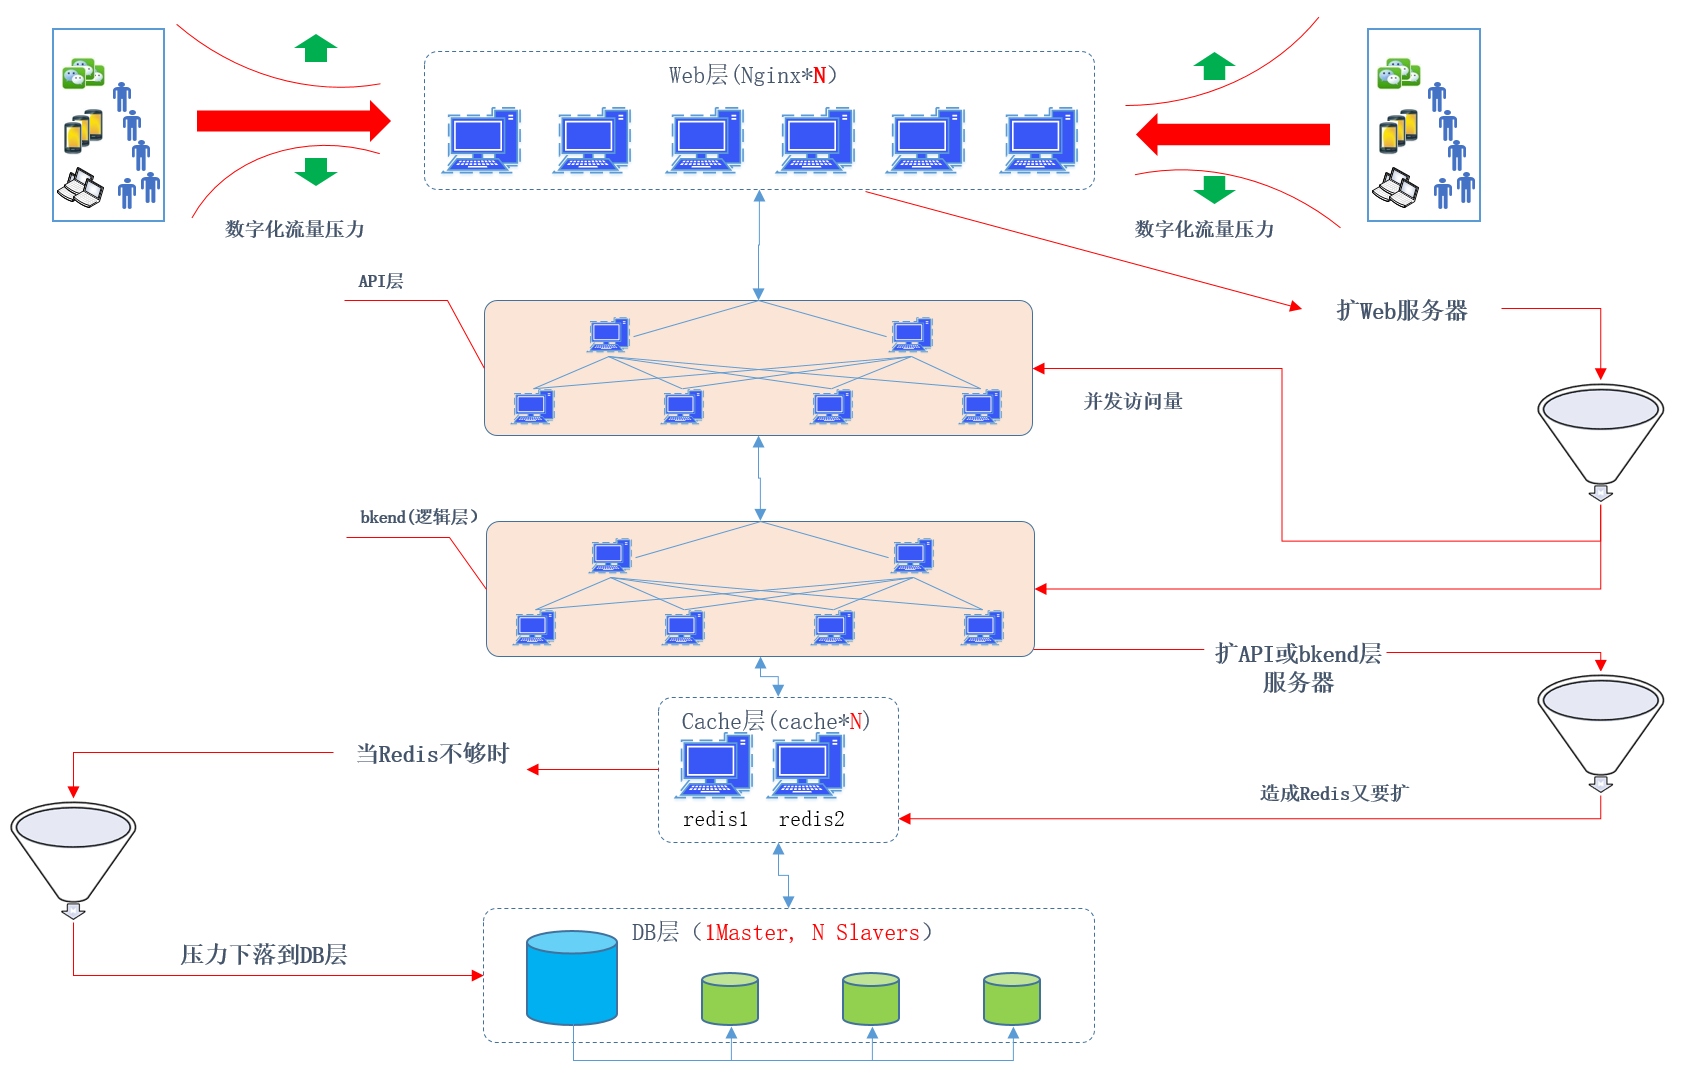 Web层(Nginx*N)
数字化流量压力
数字化流量压力
API层
扩Web服务器
并发访问量
bkend(逻辑层)
扩API或bkend层
服务器
Cache层(cache*N)
当Redis不够时
造成Redis又要扩
redis1
redis2
DB层（1Master, N Slavers）
压力下落到DB层